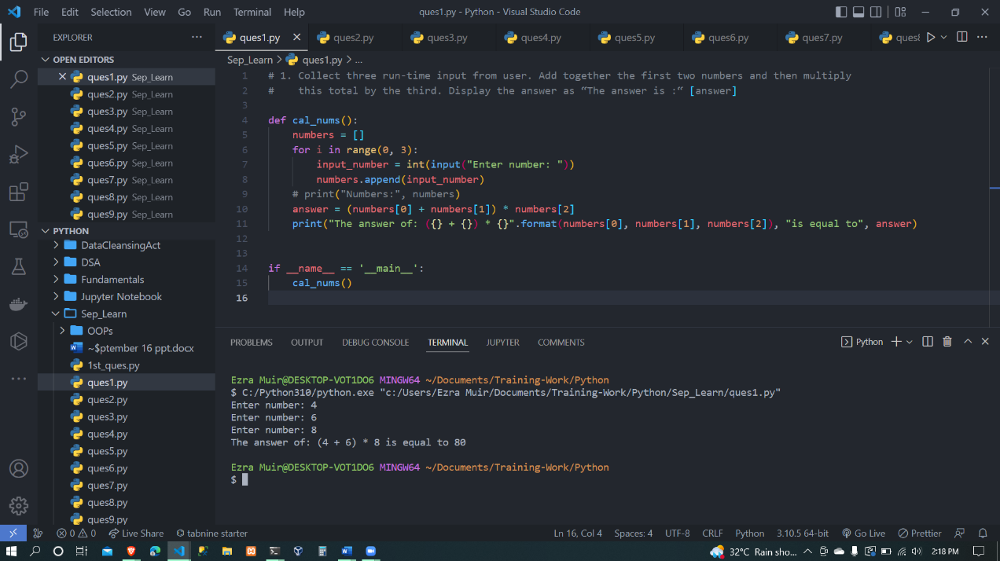 File Edit Selection View Go Run Terminal Help ques1.py - Python - Visual Studio Code
EXPLORER
OPEN EDITORS
ques1.py Sep_Learn
ques2.py Sep_Learn
ques3.py Sep_Learn
ques4.py Sep_Learn
ques5.py Sep_Learn
ques6.py Sep_Learn
ques7.py Sep_Learn
ques8.py Sep_Learn
ques9.py Sep_Learn
PYTHON
DataCleansingAct
DSA
Fundamentals
Jupyter Notebook
Sep_Learn
OOPs
~$ptember 16 ppt.docx
1st_ques.py
ques1.py
ques2.py
ques3.py
ques4.py
ques5.py
ques6.py
ques7.py
ques8.py
ques9.py
ques1.py ques2.py ques3.py ques4.py ques5.py ques6.py ques7.py ques8
Sep_Learn > ques1.py > ...
1 # 1. Collect three run-time input from user. Add together the first two numbers and then multiply
2 #    this total by the third. Display the answer as “The answer is :“ [answer]
3
4 def cal_nums():
5     numbers = []
6     for i in range(0, 3):
7         input_number = int(input("Enter number: "))
8         numbers.append(input_number)
9     # print("Numbers:", numbers)
10     answer = (numbers[0] + numbers[1]) * numbers[2]
11     print("The answer of: ({} + {}) * {}".format(numbers[0], numbers[1], numbers[2]), "is equal to", answer)
12
13
14 if __name__ == '__main__':
15     cal_nums()
16
PROBLEMS OUTPUT DEBUG CONSOLE TERMINAL JUPYTER COMMENTS Python
Ezra Muir@DESKTOP-VOT1DO6 MINGW64 ~/Documents/Training-Work/Python
$ C:/Python310/python.exe "c:/Users/Ezra Muir/Documents/Training-Work/Python/Sep_Learn/ques1.py"
Enter number: 4
Enter number: 6
Enter number: 8
The answer of: (4 + 6) * 8 is equal to 80
Ezra Muir@DESKTOP-VOT1DO6 MINGW64 ~/Documents/Training-Work/Python
$
0 0 Live Share tabnine starter Ln 16, Col 4 Spaces: 4 UTF-8 CRLF Python 3.10.5 64-bit Go Live Prettier
32°C Rain sho... 2:18 PM